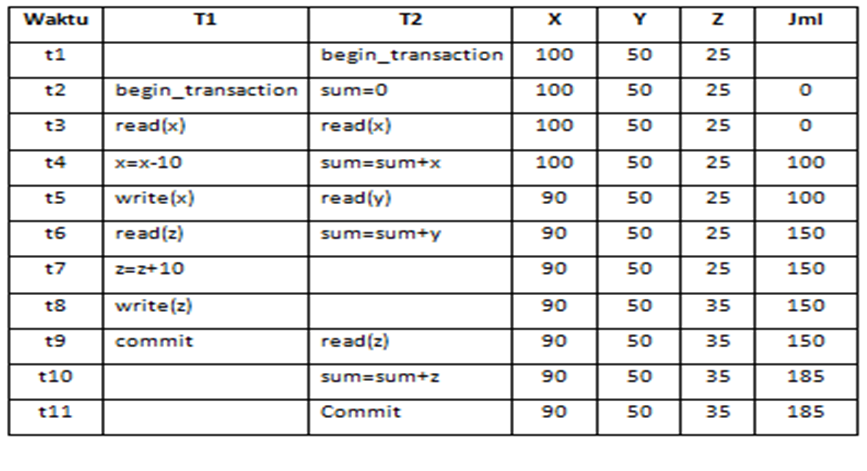 Waktu T1 T2 X Y Z Jml
t1 begin_transaction 100 50 25
t2 begin_transaction sum=0 100 50 25 0
t3 read(x) read(x) 100 50 25 0
t4 x=x-10 sum=sum+x 100 50 25 100
t5 write(x) read(y) 90 50 25 100
t6 read(z) sum=sum+y 90 50 25 150
t7 z=z+10 90 50 25 150
t8 write(z) 90 50 35 150
t9 commit read(z) 90 50 35 150
t10 sum=sum+z 90 50 35 185
t11 Commit 90 50 35 185